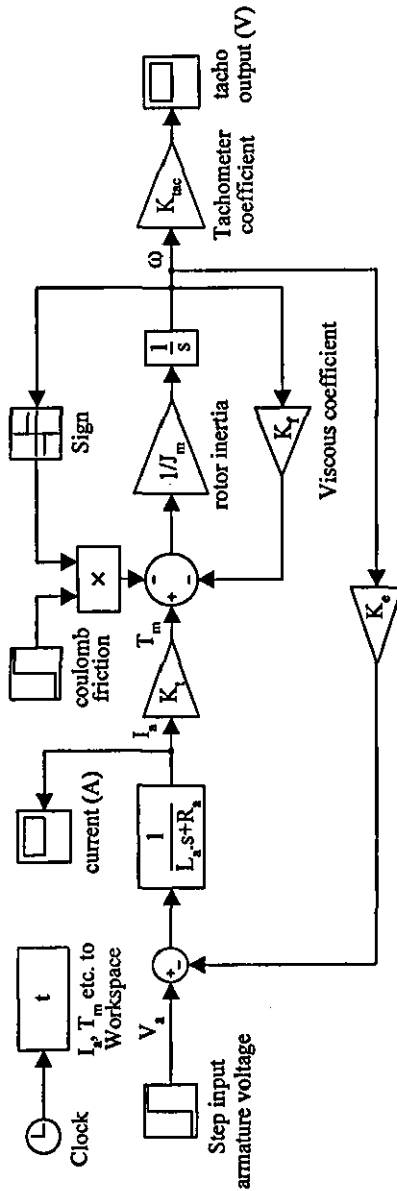 Clock
t
I_a, T_m etc. to
Workspace
Step input
armature voltage
V_a
+
-
1
L_a.s+R_a
current (A)
I_a
K_t
T_m
coulomb
friction
×
Sign
+
-
-
1/J_m
rotor inertia
1
s
ω
K_f
Viscous coefficient
K_e
K_tac
Tachometer
coefficient
tacho
output (V)